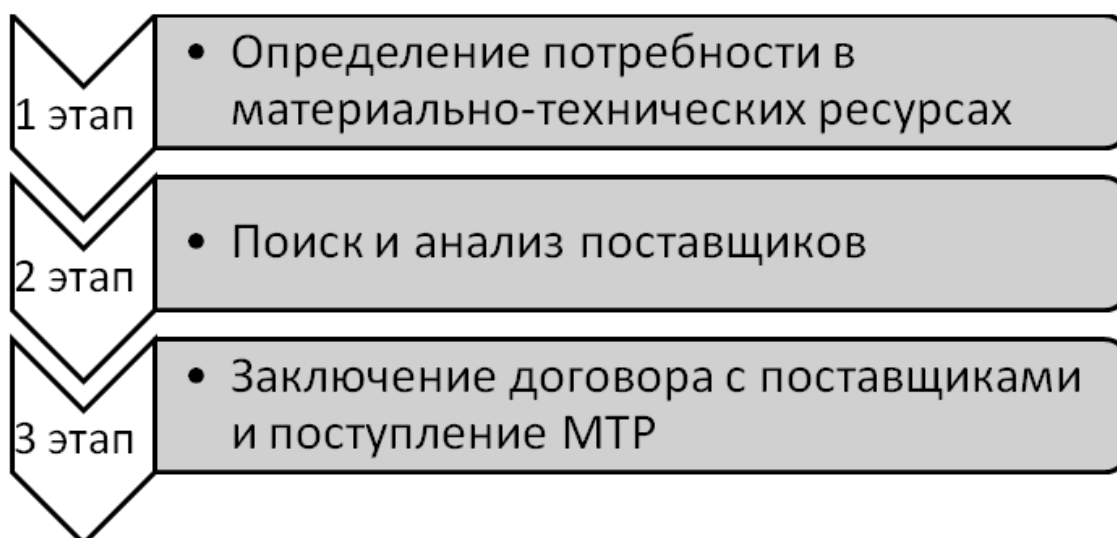 1 этап
• Определение потребности в
материально-технических ресурсах
2 этап
• Поиск и анализ поставщиков
3 этап
• Заключение договора с поставщиками
и поступление МТР